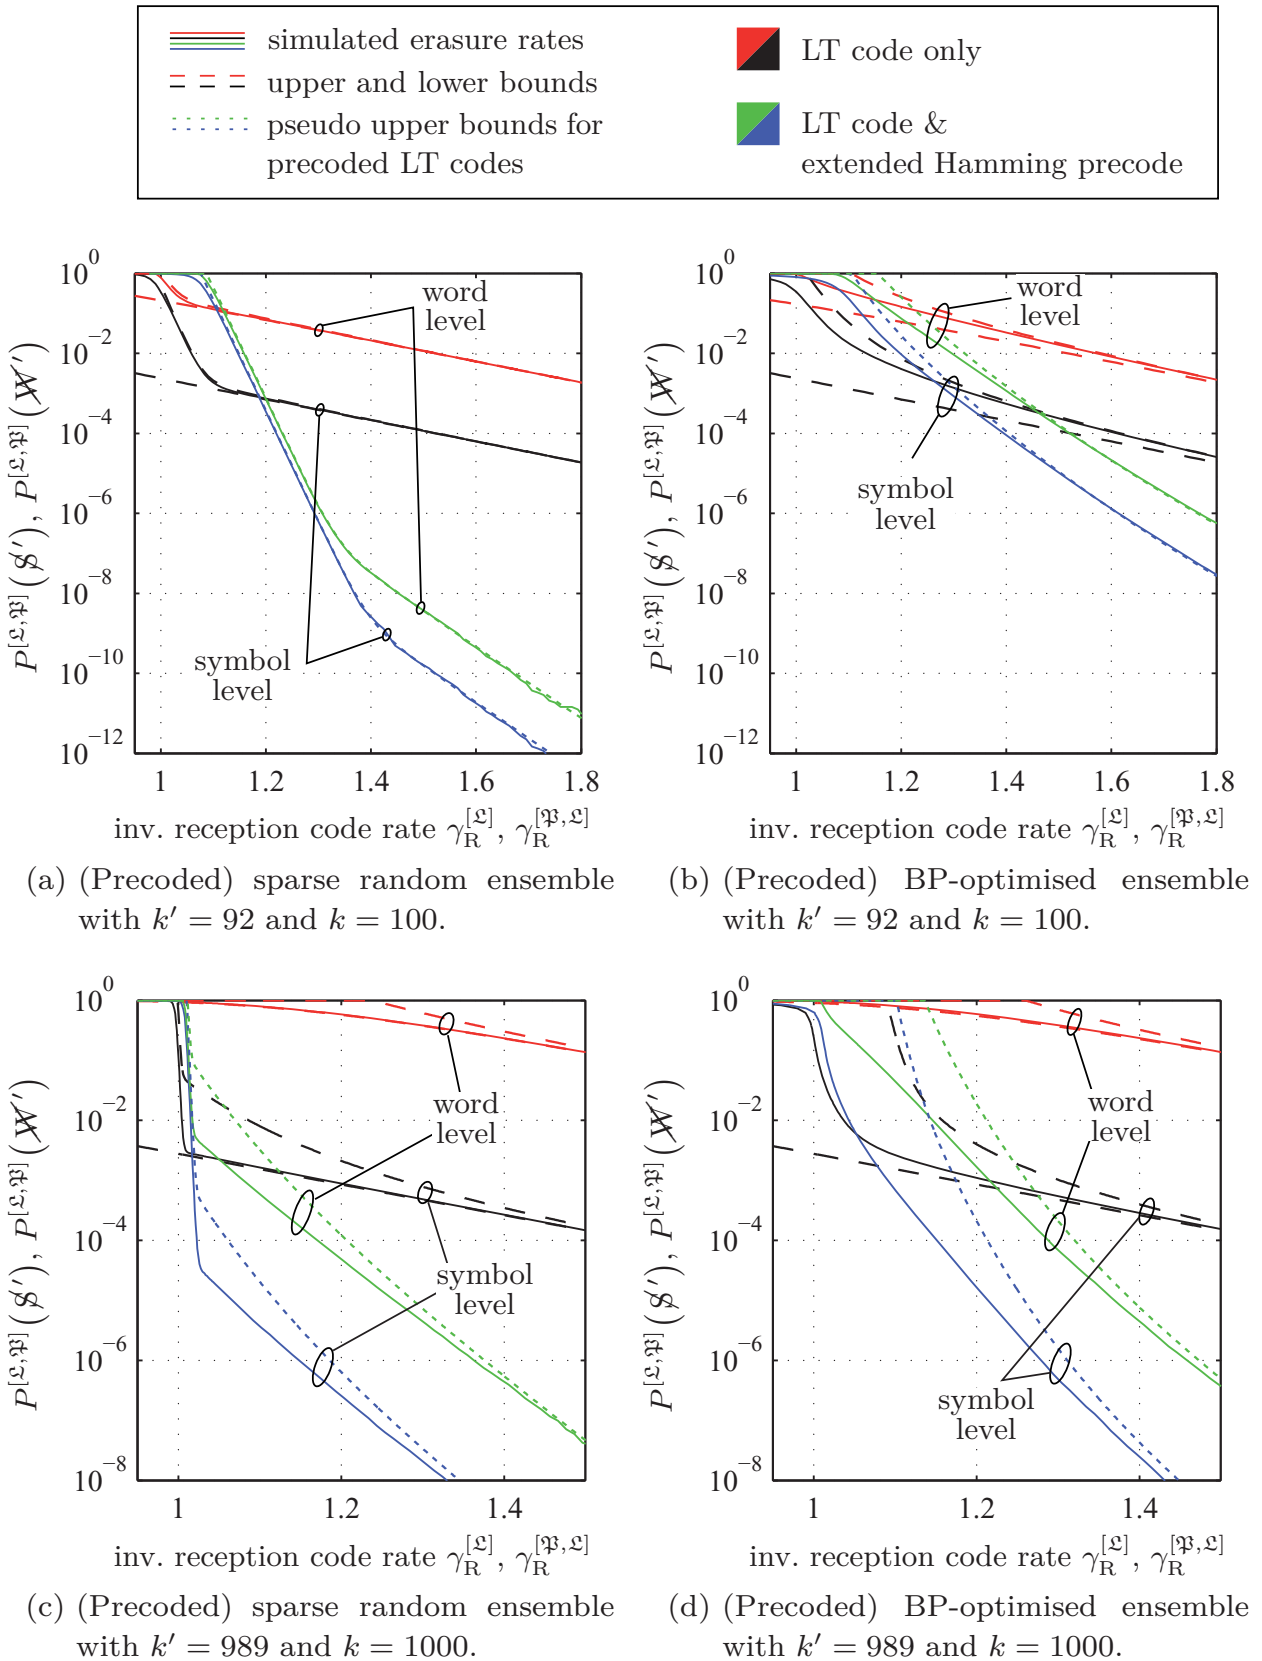 simulated erasure rates
upper and lower bounds
pseudo upper bounds for
precoded LT codes
LT code only
LT code &
extended Hamming precode
10^0
10^−2
10^−4
10^−6
10^−8
10^−10
10^−12
1 1.2 1.4 1.6 1.8
word
level
symbol
level
P^[𝔏,𝔓](𝒮̸′), P^[𝔏,𝔓](𝒲̸′)
inv. reception code rate γ_R^[𝔏], γ_R^[𝔓,𝔏]
(a) (Precoded) sparse random ensemble
with k′ = 92 and k = 100.
10^0
10^−2
10^−4
10^−6
10^−8
10^−10
10^−12
1 1.2 1.4 1.6 1.8
word
level
symbol
level
P^[𝔏,𝔓](𝒮̸′), P^[𝔏,𝔓](𝒲̸′)
inv. reception code rate γ_R^[𝔏], γ_R^[𝔓,𝔏]
(b) (Precoded) BP-optimised ensemble
with k′ = 92 and k = 100.
10^0
10^−2
10^−4
10^−6
10^−8
1 1.2 1.4
word
level
symbol
level
P^[𝔏,𝔓](𝒮̸′), P^[𝔏,𝔓](𝒲̸′)
inv. reception code rate γ_R^[𝔏], γ_R^[𝔓,𝔏]
(c) (Precoded) sparse random ensemble
with k′ = 989 and k = 1000.
10^0
10^−2
10^−4
10^−6
10^−8
1 1.2 1.4
word
level
symbol
level
P^[𝔏,𝔓](𝒮̸′), P^[𝔏,𝔓](𝒲̸′)
inv. reception code rate γ_R^[𝔏], γ_R^[𝔓,𝔏]
(d) (Precoded) BP-optimised ensemble
with k′ = 989 and k = 1000.